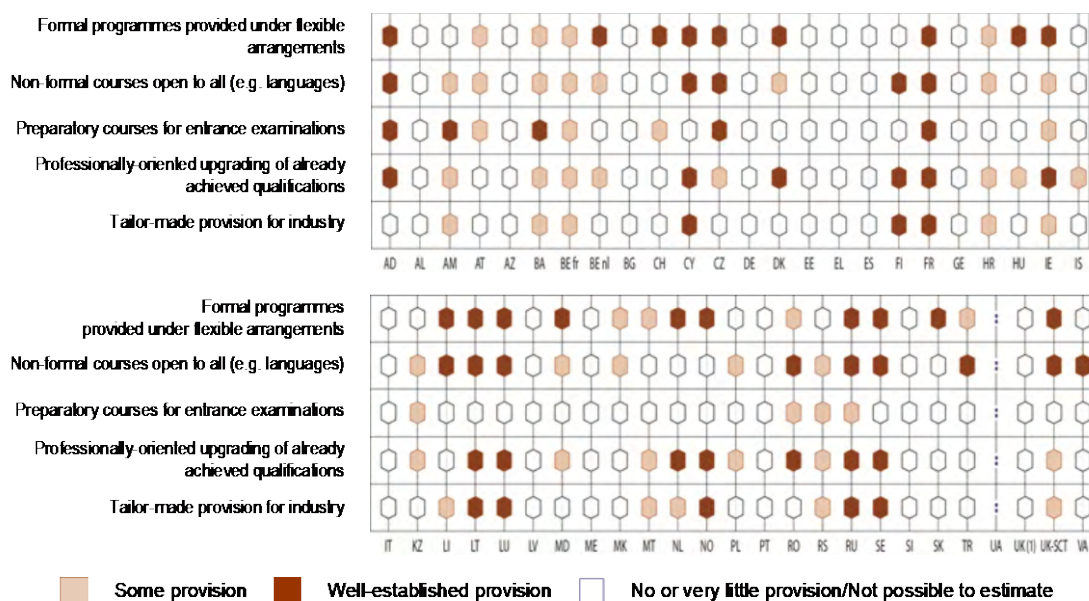 Formal programmes provided under flexible
arrangements
Non-formal courses open to all (e.g. languages)
Preparatory courses for entrance examinations
Professionally-oriented upgrading of already
achieved qualifications
Tailor-made provision for industry
AD AL AM AT AZ BA BE fr BE nl BG CH CY CZ DE DK EE EL ES FI FR GE HR HU IE IS
Formal programmes
provided under flexible arrangements
Non-formal courses open to all (e.g. languages)
Preparatory courses for entrance examinations
Professionally-oriented upgrading of already
achieved qualifications
Tailor-made provision for industry
IT KZ LI LT LU LV MD ME MK MT NL NO PL PT RO RS RU SE SI SK TR UA UK (1) UK-SCT VA
Some provision Well-established provision No or very little provision/Not possible to estimate